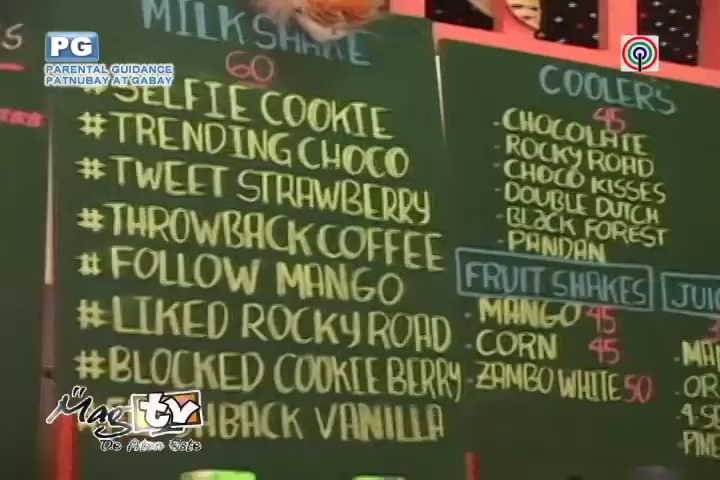 PG
PARENTAL GUIDANCE
PATNUBAY AT GABAY
MILKSHAKE
60
#SELFIE COOKIE
#TRENDING CHOCO
#TWEET STRAWBERRY
#THROWBACK COFFEE
#FOLLOW MANGO
#LIKED ROCKY ROAD
#BLOCKED COOKIE BERRY
VANILLA
COOLERS
45
·CHOCOLATE
·ROCKY ROAD
·CHOCO KISSES
·DOUBLE DUTCH
·BLACK FOREST
·PANDAN
FRUIT SHAKES
·MANGO 45
·CORN 45
·ZAMBO WHITE 50
Mag tv
De Aton Este